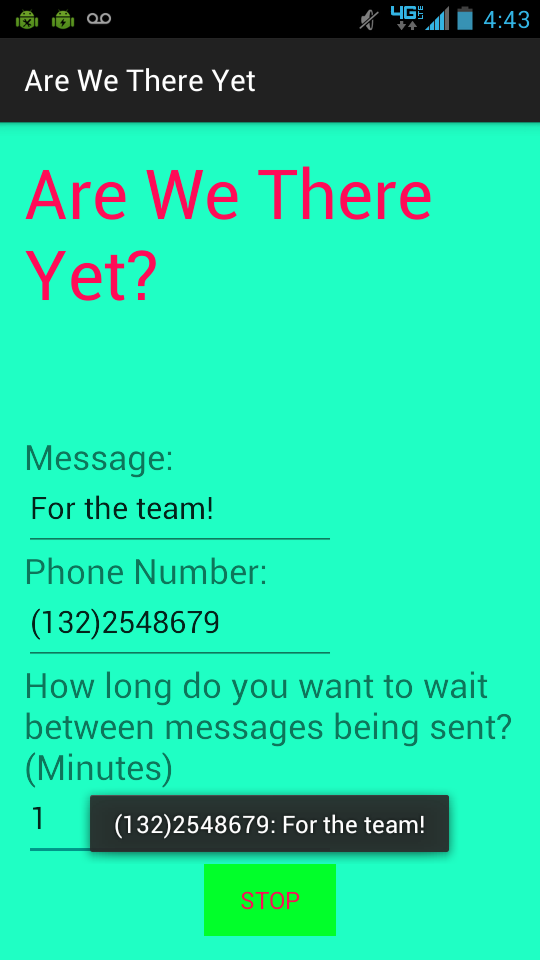 4G LTE 4:43
Are We There Yet
Are We There
Yet?
Message:
For the team!
Phone Number:
(132)2548679
How long do you want to wait
between messages being sent?
(Minutes)
1
(132)2548679: For the team!
STOP